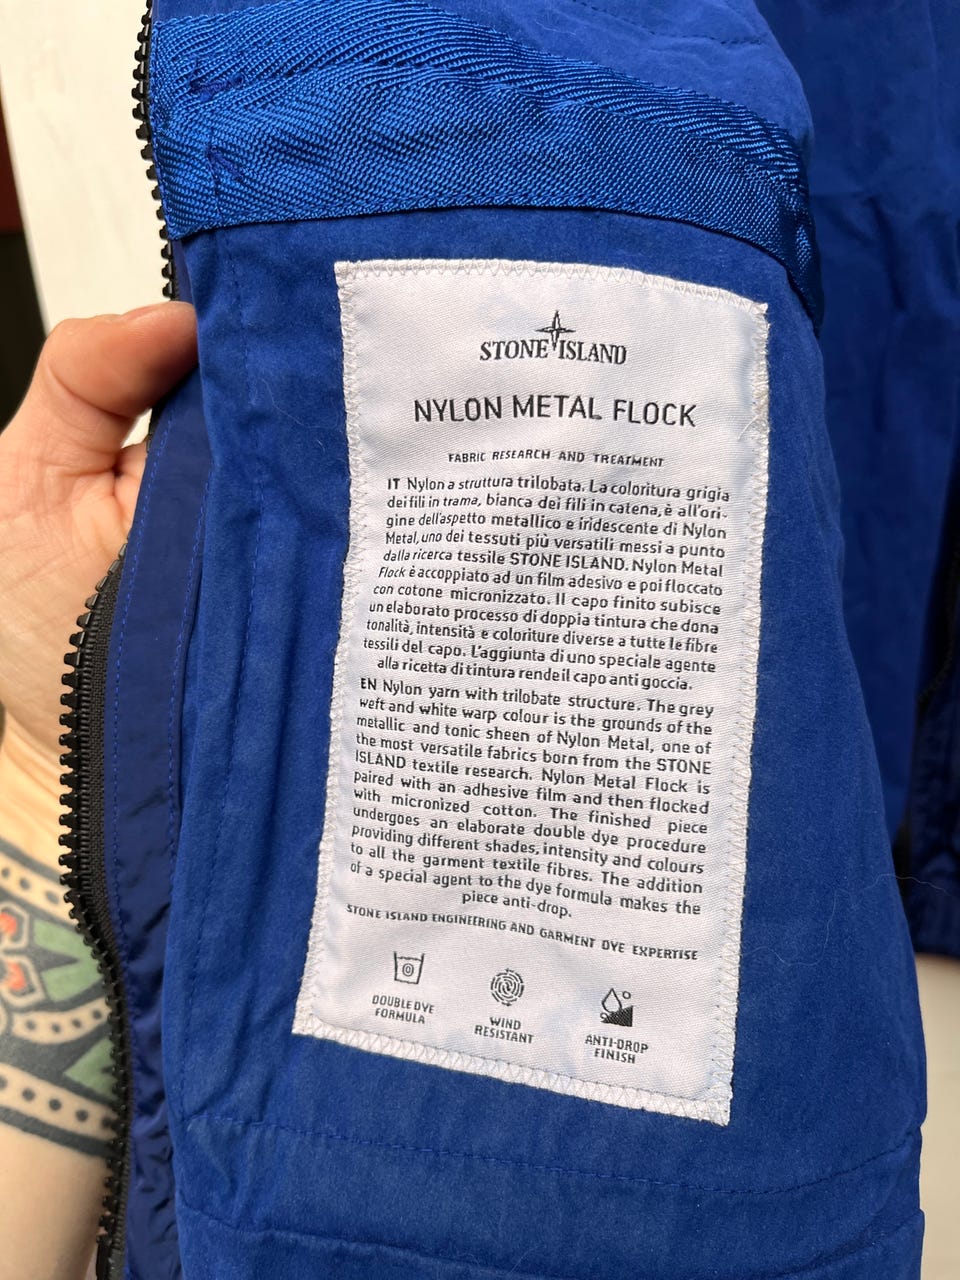 STONE ISLAND
NYLON METAL FLOCK
FABRIC RESEARCH AND TREATMENT
IT Nylon a struttura trilobata. La coloritura grigia
dei fili in trama, bianca dei fili in catena, è all'ori-
gine dell'aspetto metallico e iridescente di Nylon
Metal, uno dei tessuti più versatili messi a punto
dalla ricerca tessile STONE ISLAND. Nylon Metal
Flock è accoppiato ad un film adesivo e poi floccato
con cotone micronizzato. Il capo finito subisce
un elaborato processo di doppia tintura che dona
tonalità, intensità e coloriture diverse a tutte le fibre
tessili del capo. L'aggiunta di uno speciale agente
alla ricetta di tintura rende il capo anti goccia.
EN Nylon yarn with trilobate structure. The grey
weft and white warp colour is the grounds of the
metallic and tonic sheen of Nylon Metal, one of
the most versatile fabrics born from the STONE
ISLAND textile research. Nylon Metal Flock is
paired with an adhesive film and then flocked
with micronized cotton. The finished piece
undergoes an elaborate double dye procedure
providing different shades, intensity and colours
to all the garment textile fibres. The addition
of a special agent to the dye formula makes the
piece anti-drop.
STONE ISLAND ENGINEERING AND GARMENT DYE EXPERTISE
DOUBLE DYE
FORMULA
WIND
RESISTANT
ANTI-DROP
FINISH